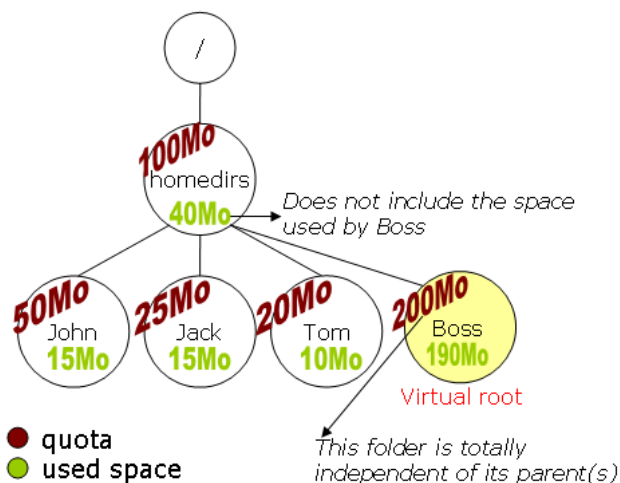 /
100Mo
homedirs
40Mo
Does not include the space
used by Boss
50Mo
John
15Mo
25Mo
Jack
15Mo
20Mo
Tom
10Mo
200Mo
Boss
190Mo
Virtual root
quota
used space
This folder is totally
independent of its parent(s)